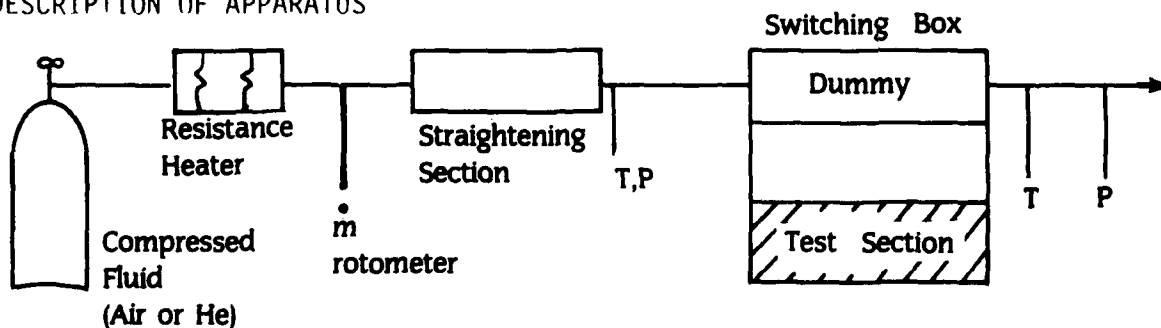 DESCRIPTION OF APPARATUS
Switching Box
Dummy
Resistance
Heater
Straightening
Section
T,P
T
P
ṁ
rotometer
Test Section
Compressed
Fluid
(Air or He)